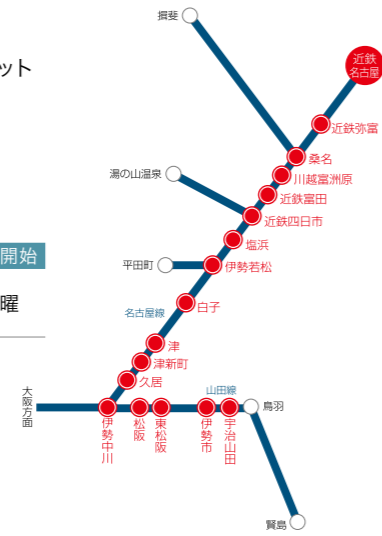 ット
開始
曜
揖斐
近鉄
名古屋
近鉄弥富
桑名
湯の山温泉
川越富洲原
近鉄富田
近鉄四日市
塩浜
平田町
伊勢若松
名古屋線
白子
津
津新町
久居
大阪方面
山田線
鳥羽
伊勢中川
松阪
東松阪
伊勢市
宇治山田
賢島